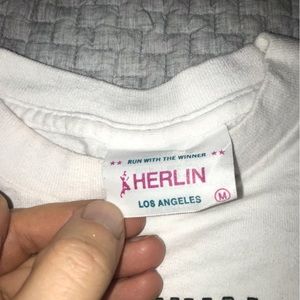 RUN WITH THE WINNER
HERLIN
LOS ANGELES
M